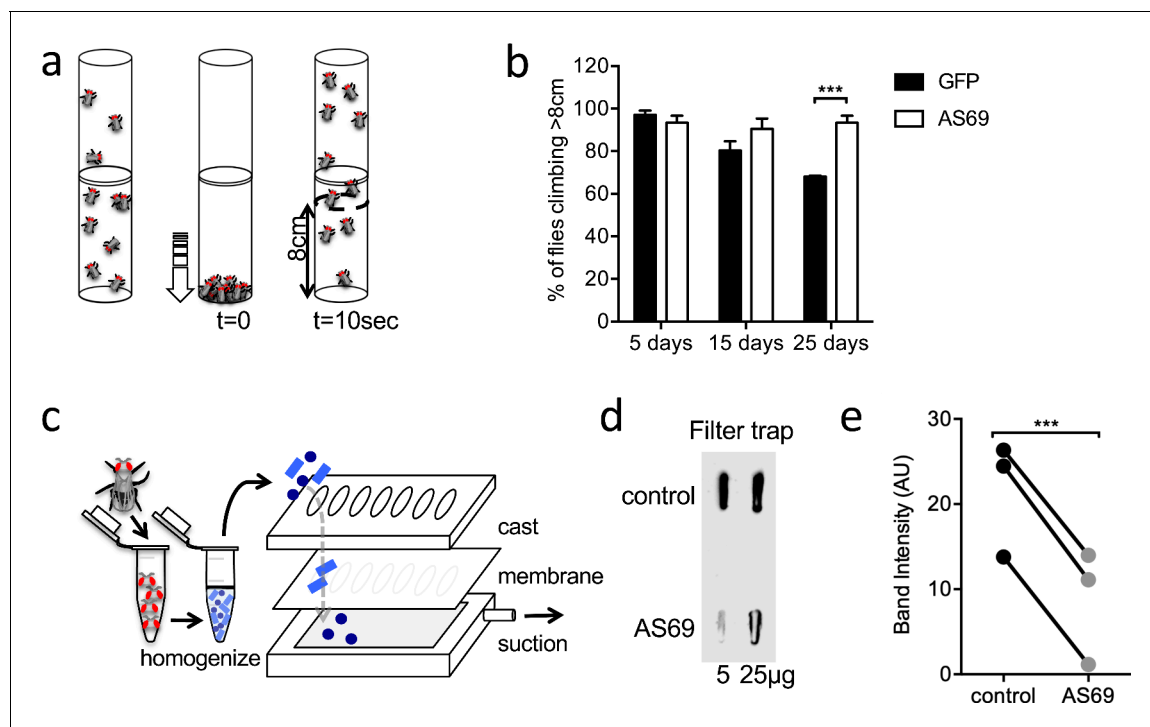 a
8cm
t=0
t=10sec
b
% of flies climbing >8cm
120
100
80
60
40
20
0
5 days
15 days
25 days
***
GFP
AS69
c
homogenize
cast
membrane
suction
d
Filter trap
control
AS69
5 25µg
e
Band Intensity (AU)
30
20
10
0
***
control
AS69